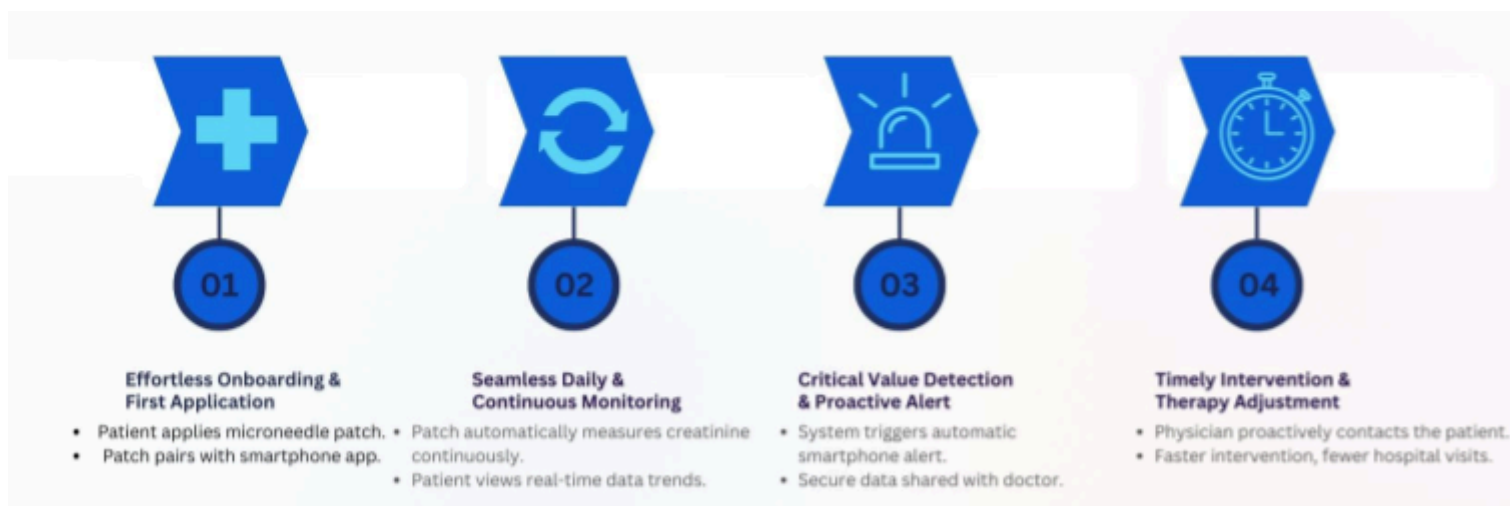 01
Effortless Onboarding &
First Application
• Patient applies microneedle patch.
• Patch pairs with smartphone app.
02
Seamless Daily &
Continuous Monitoring
• Patch automatically measures creatinine
continuously.
• Patient views real-time data trends.
03
Critical Value Detection
& Proactive Alert
• System triggers automatic
smartphone alert.
• Secure data shared with doctor.
04
Timely Intervention &
Therapy Adjustment
• Physician proactively contacts the patient.
• Faster intervention, fewer hospital visits.